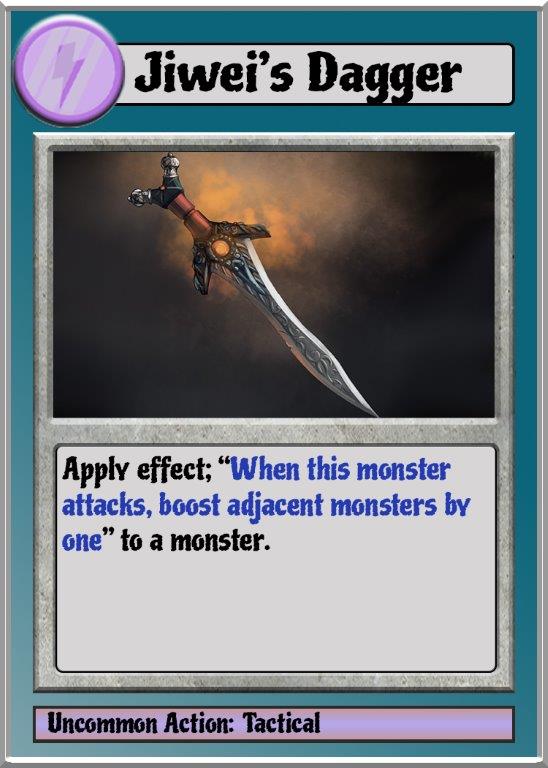 Jiwei's Dagger
Apply effect; “When this monster
attacks, boost adjacent monsters by
one” to a monster.
Uncommon Action: Tactical